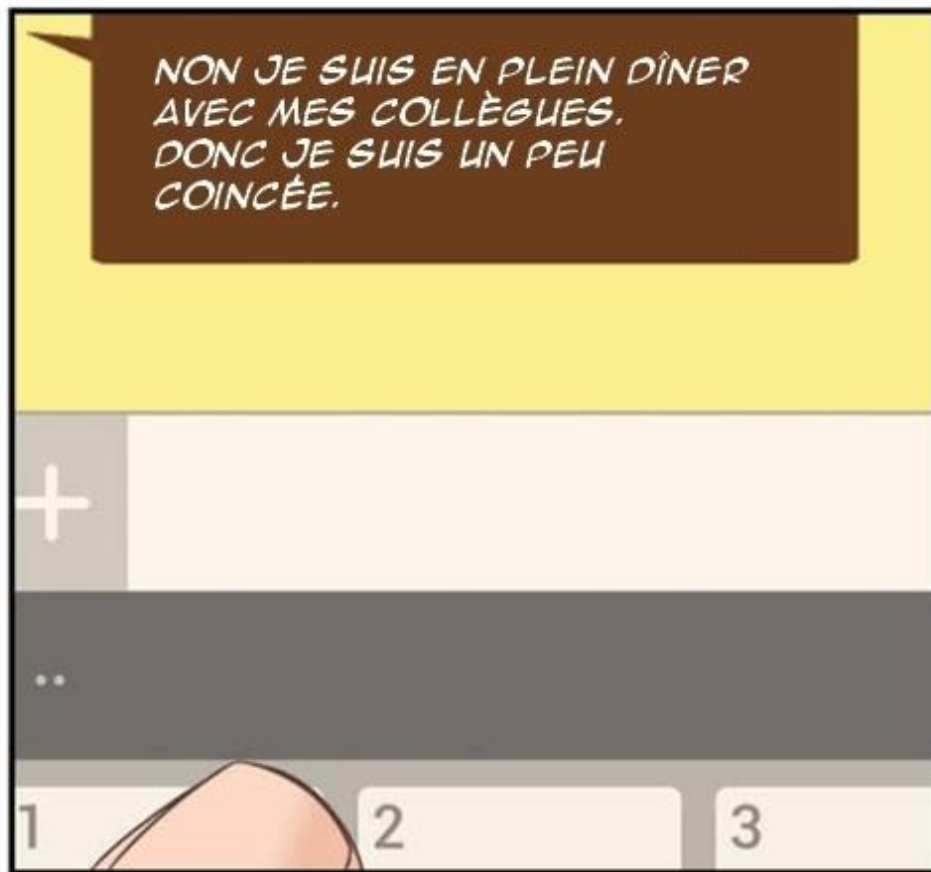 NON JE SUIS EN PLEIN DÎNER
AVEC MES COLLÈGUES.
DONC JE SUIS UN PEU
COINCÉE.
+
..
1 2 3